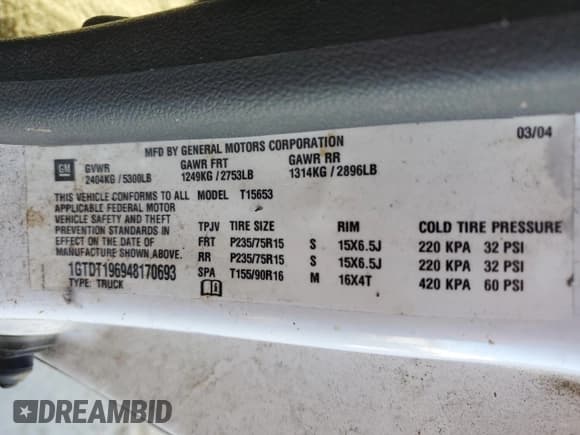 MFD BY GENERAL MOTORS CORPORATION 03/04
GM GVWR GAWR FRT GAWR RR
2404KG / 5300LB 1249KG / 2753LB 1314KG / 2896LB
THIS VEHICLE CONFORMS TO ALL MODEL T15653
APPLICABLE FEDERAL MOTOR
VEHICLE SAFETY AND THEFT TPJV TIRE SIZE RIM COLD TIRE PRESSURE
PREVENTION STANDARDS IN FRT P235/75R15 S 15X6.5J 220 KPA 32 PSI
EFFECT ON THE DATE OF
MANUFACTURE SHOWN ABOVE. RR P235/75R15 S 15X6.5J 220 KPA 32 PSI
1GTDT196948170693 SPA T155/90R16 M 16X4T 420 KPA 60 PSI
TYPE: TRUCK
DREAMBID